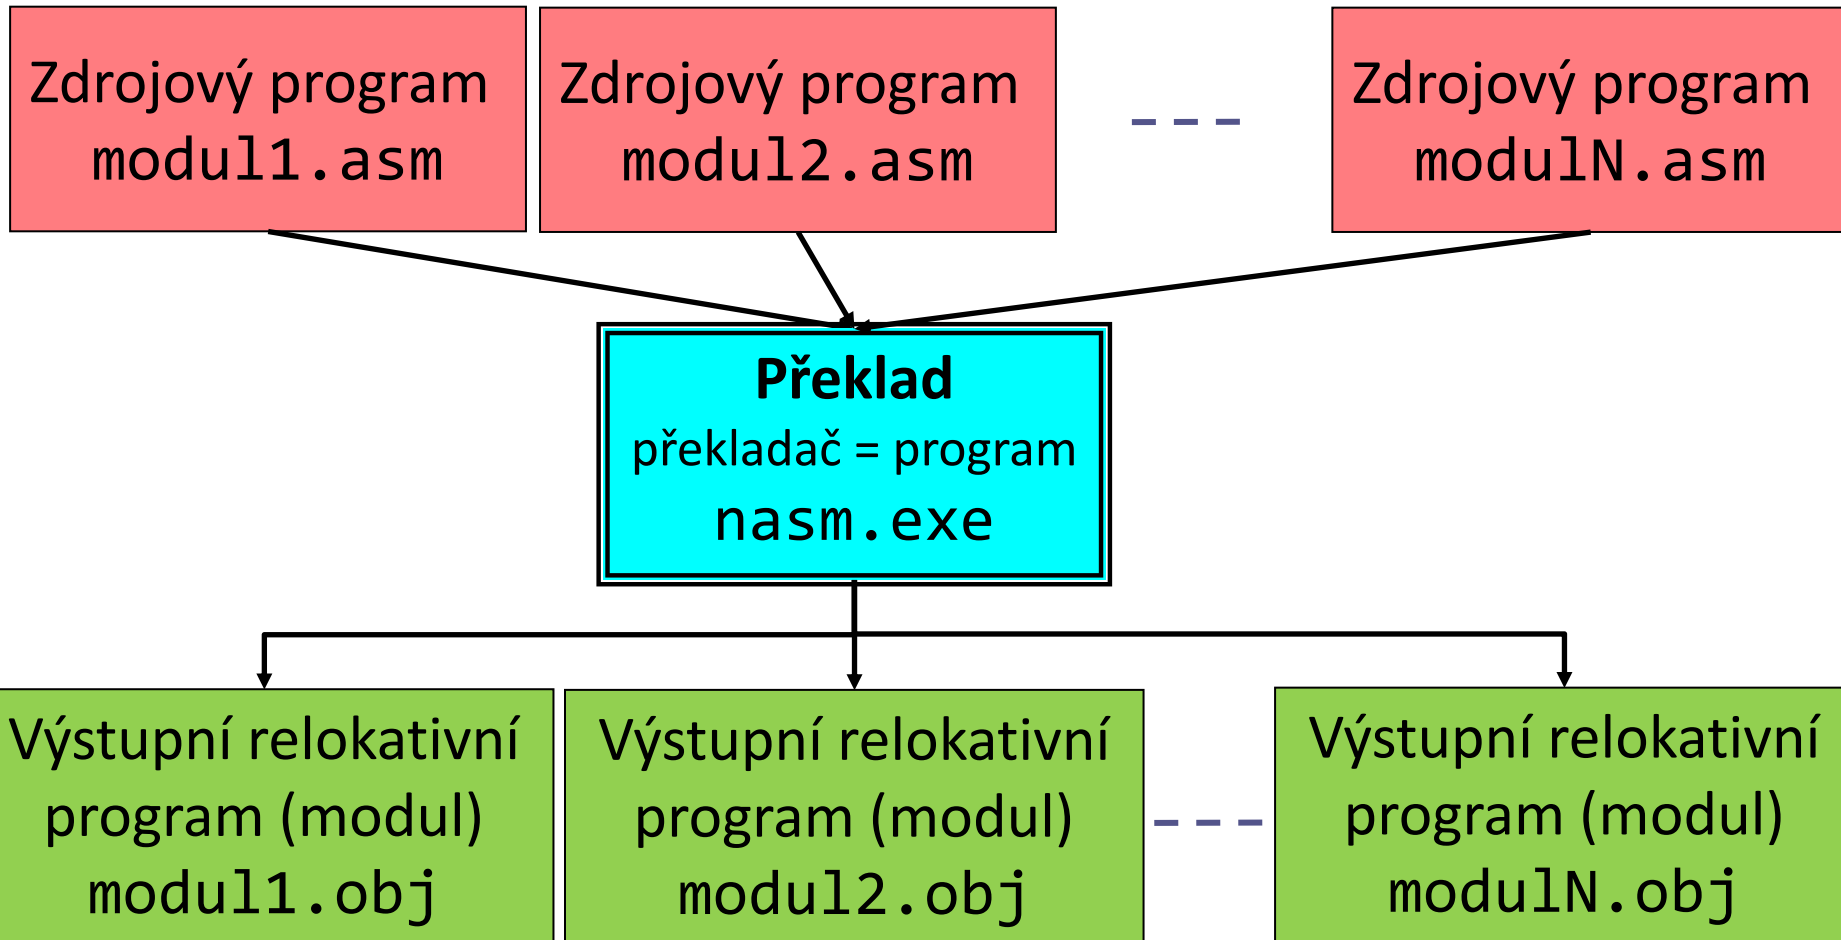 Zdrojový program
modul1.asm
Zdrojový program
modul2.asm
Zdrojový program
modulN.asm
Překlad
překladač = program
nasm.exe
Výstupní relokativní
program (modul)
modul1.obj
Výstupní relokativní
program (modul)
modul2.obj
Výstupní relokativní
program (modul)
modulN.obj